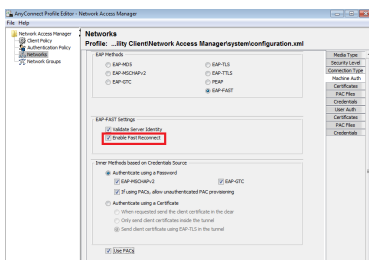 AnyConnect Profile Editor - Network Access Manager
File Help
Network Access Manager
Client Policy
Authentication Policy
Networks
Network Groups
Networks
Profile: ...ility Client\Network Access Manager\system\configuration.xml
EAP Methods
EAP-MD5
EAP-TLS
EAP-MSCHAPv2
EAP-TTLS
EAP-GTC
PEAP
EAP-FAST
EAP-FAST Settings
Validate Server Identity
Enable Fast Reconnect
Inner Methods based on Credentials Source
Authenticate using a Password
EAP-MSCHAPv2
EAP-GTC
If using PACs, allow unauthenticated PAC provisioning
Authenticate using a Certificate
When requested send the client certificate in the clear
Only send client certificates inside the tunnel
Send client certificate using EAP-TLS in the tunnel
Use PACs
Media Type
Security Level
Connection Type
Machine Auth
Certificates
PAC Files
Credentials
User Auth
Certificates
PAC Files
Credentials